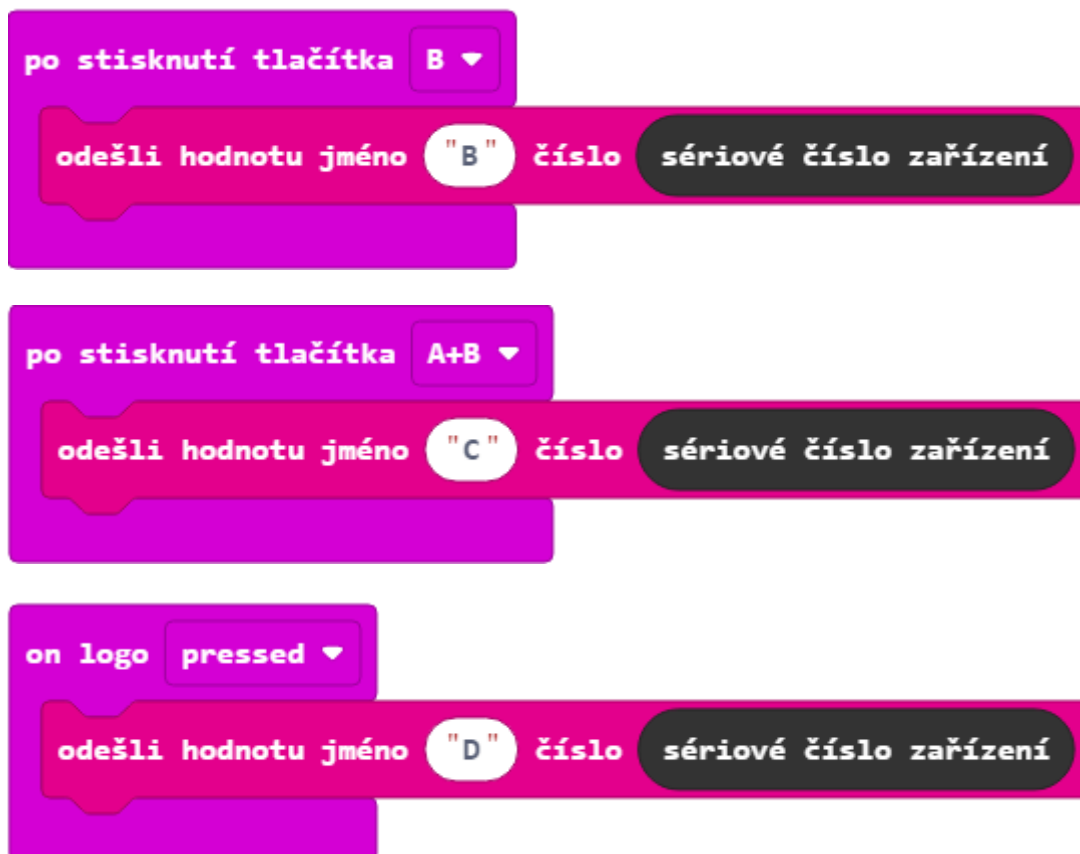 po stisknutí tlačítka B
odešli hodnotu jméno "B" číslo sériové číslo zařízení
po stisknutí tlačítka A+B
odešli hodnotu jméno "C" číslo sériové číslo zařízení
on logo pressed
odešli hodnotu jméno "D" číslo sériové číslo zařízení